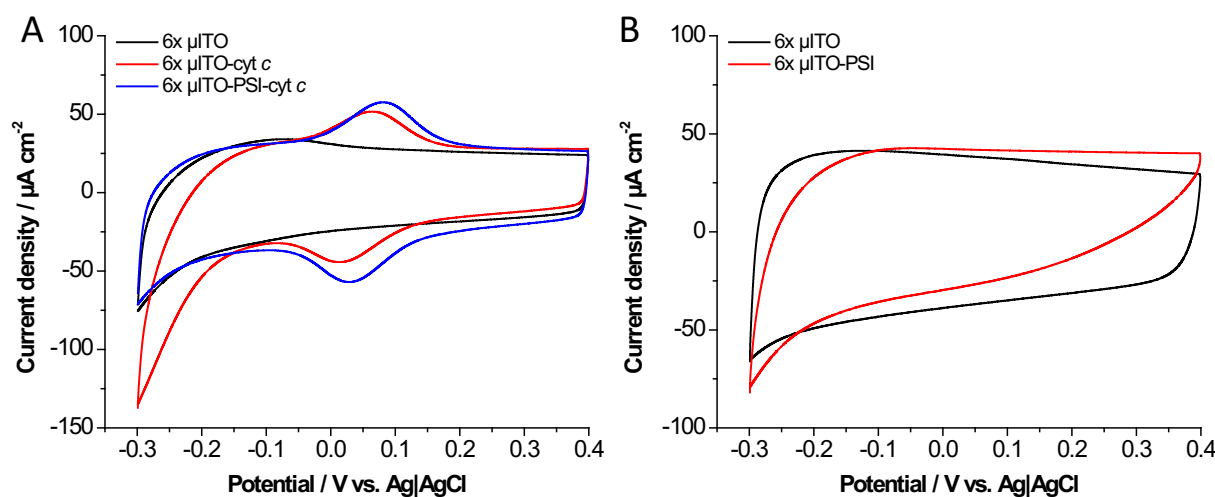 A
6x µITO
6x µITO-cyt c
6x µITO-PSI-cyt c
100
50
0
-50
-100
-150
Current density / µA cm⁻²
-0.3 -0.2 -0.1 0.0 0.1 0.2 0.3 0.4
Potential / V vs. Ag|AgCl
B
6x µITO
6x µITO-PSI
100
50
0
-50
-100
Current density / µA cm⁻²
-0.3 -0.2 -0.1 0.0 0.1 0.2 0.3 0.4
Potential / V vs. Ag|AgCl